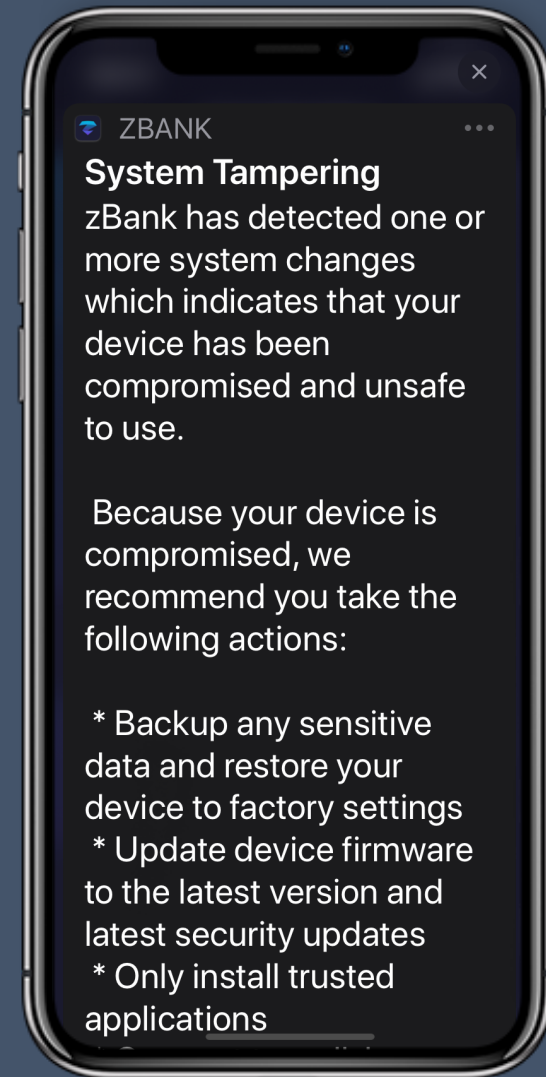 ZBANK
System Tampering
zBank has detected one or
more system changes
which indicates that your
device has been
compromised and unsafe
to use.
Because your device is
compromised, we
recommend you take the
following actions:
* Backup any sensitive
data and restore your
device to factory settings
* Update device firmware
to the latest version and
latest security updates
* Only install trusted
applications